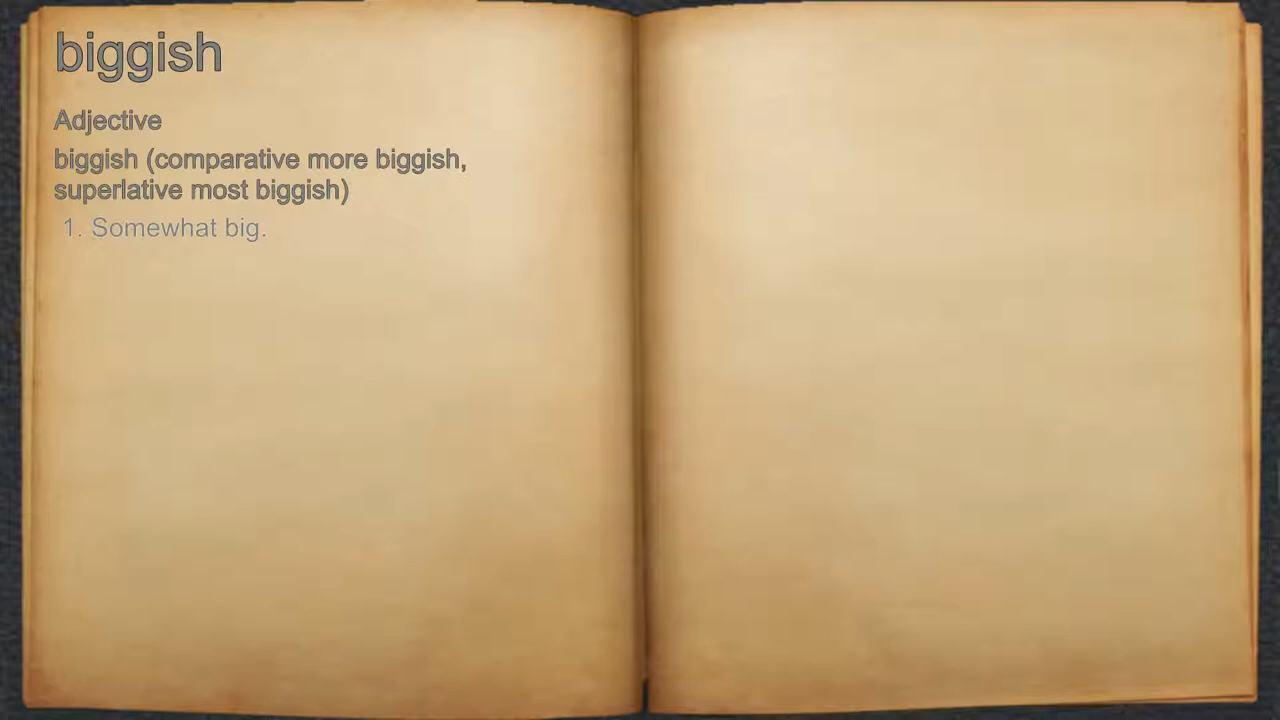 biggish
Adjective
biggish (comparative more biggish,
superlative most biggish)
1. Somewhat big.